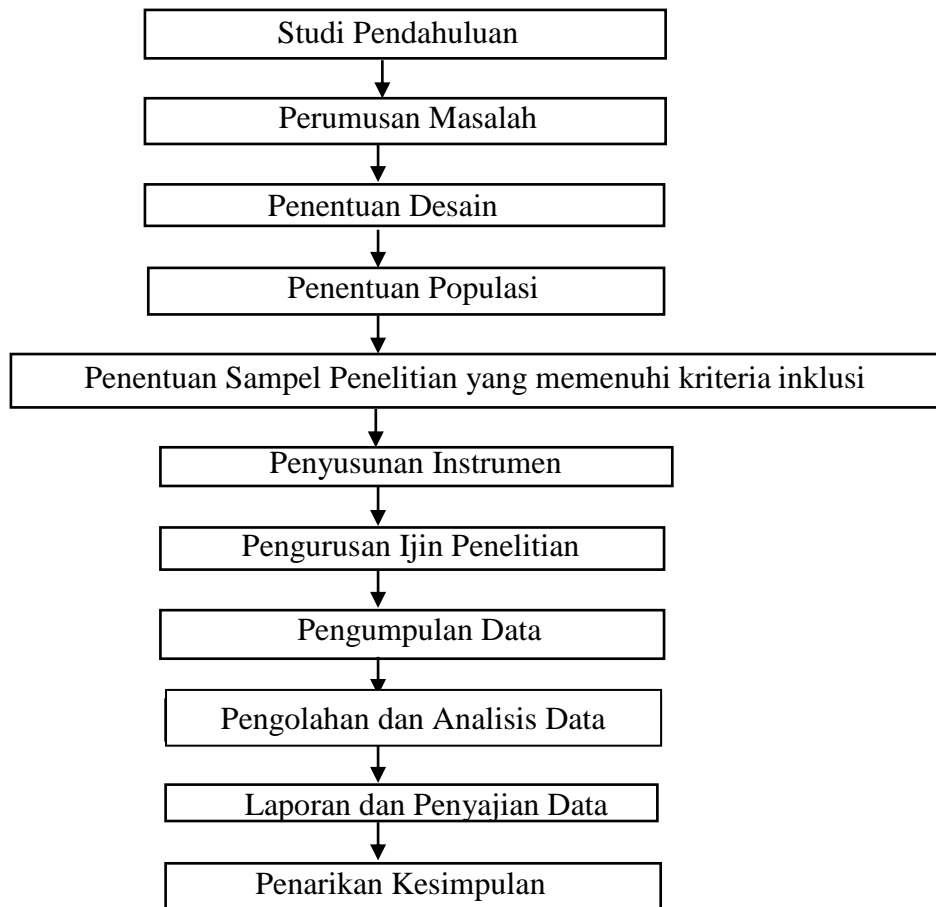 Studi Pendahuluan
Perumusan Masalah
Penentuan Desain
Penentuan Populasi
Penentuan Sampel Penelitian yang memenuhi kriteria inklusi
Penyusunan Instrumen
Pengurusan Ijin Penelitian
Pengumpulan Data
Pengolahan dan Analisis Data
Laporan dan Penyajian Data
Penarikan Kesimpulan